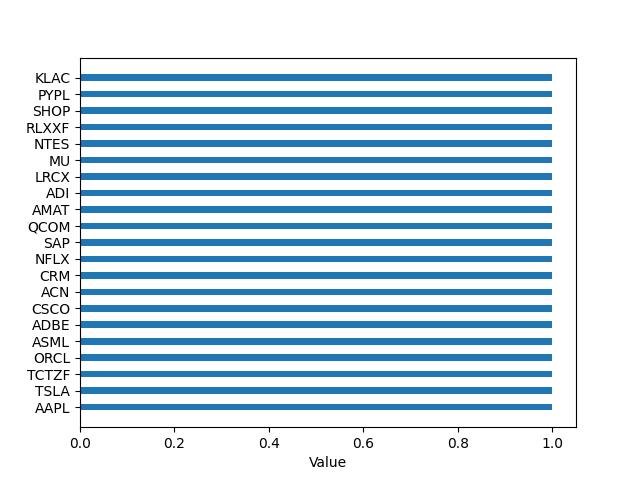 KLAC
PYPL
SHOP
RLXXF
NTES
MU
LRCX
ADI
AMAT
QCOM
SAP
NFLX
CRM
ACN
CSCO
ADBE
ASML
ORCL
TCTZF
TSLA
AAPL
0.0 0.2 0.4 0.6 0.8 1.0
Value